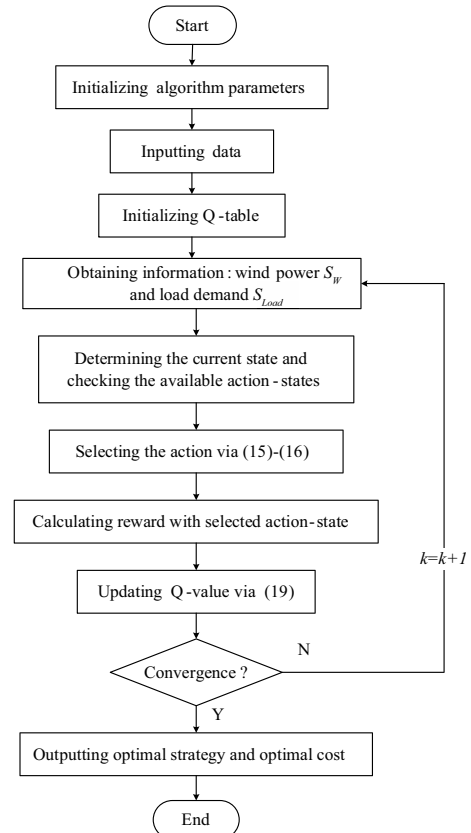 Start
Initializing algorithm parameters
Inputting data
Initializing Q-table
Obtaining information : wind power S_W
and load demand S_Load
Determining the current state and
checking the available action - states
Selecting the action via (15)-(16)
Calculating reward with selected action-state
k=k+1
Updating Q-value via (19)
N
Convergence ?
Y
Outputting optimal strategy and optimal cost
End